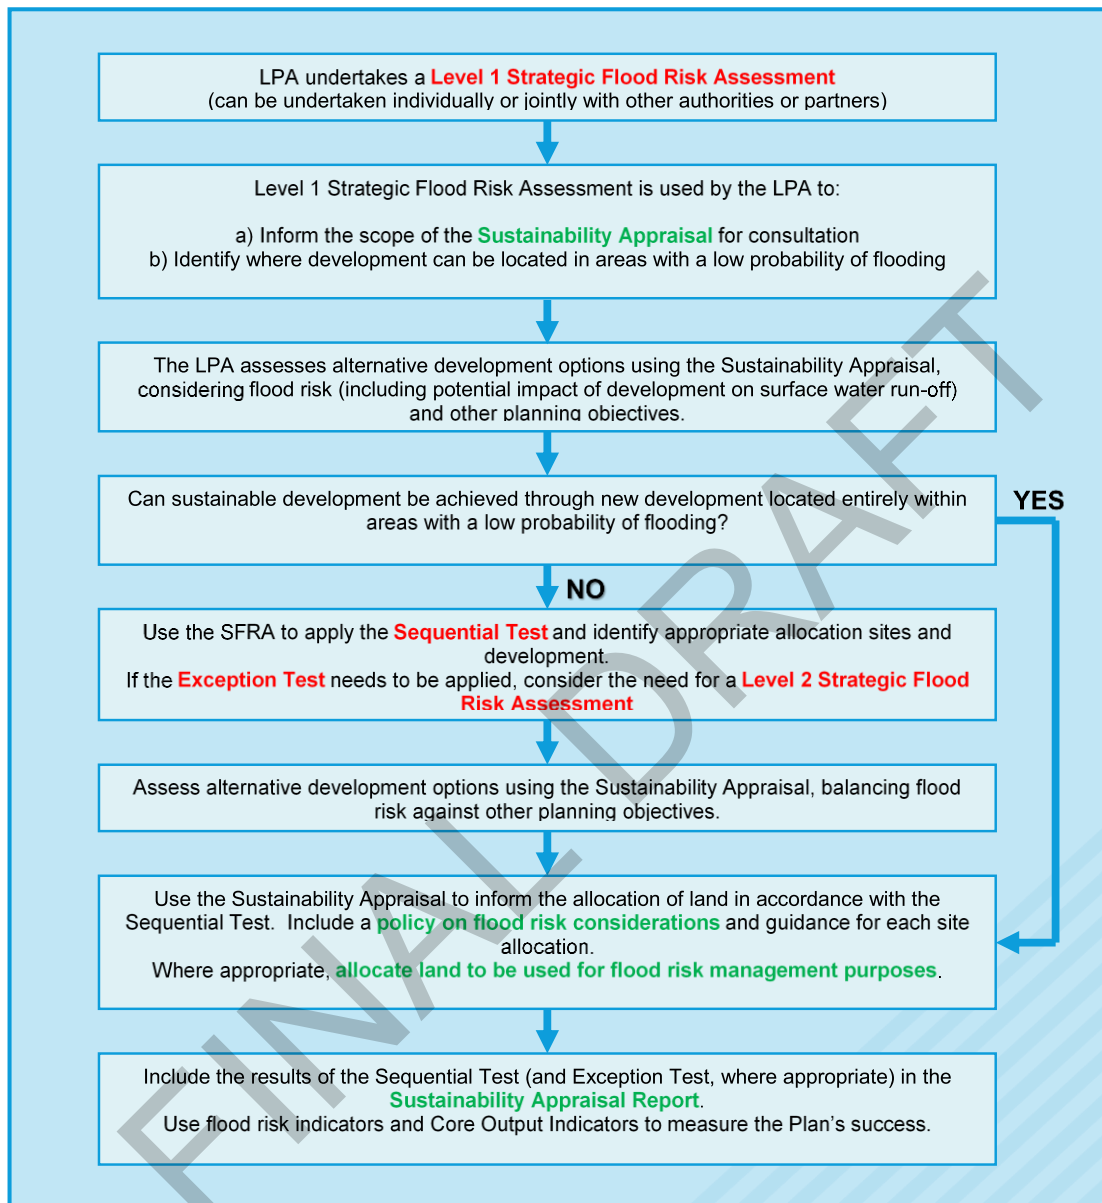 LPA undertakes a Level 1 Strategic Flood Risk Assessment
(can be undertaken individually or jointly with other authorities or partners)
Level 1 Strategic Flood Risk Assessment is used by the LPA to:
a) Inform the scope of the Sustainability Appraisal for consultation
b) Identify where development can be located in areas with a low probability of flooding
The LPA assesses alternative development options using the Sustainability Appraisal,
considering flood risk (including potential impact of development on surface water run-off)
and other planning objectives.
Can sustainable development be achieved through new development located entirely within
areas with a low probability of flooding?
YES
NO
Use the SFRA to apply the Sequential Test and identify appropriate allocation sites and
development.
If the Exception Test needs to be applied, consider the need for a Level 2 Strategic Flood
Risk Assessment
Assess alternative development options using the Sustainability Appraisal, balancing flood
risk against other planning objectives.
Use the Sustainability Appraisal to inform the allocation of land in accordance with the
Sequential Test.  Include a policy on flood risk considerations and guidance for each site
allocation.
Where appropriate, allocate land to be used for flood risk management purposes.
Include the results of the Sequential Test (and Exception Test, where appropriate) in the
Sustainability Appraisal Report.
Use flood risk indicators and Core Output Indicators to measure the Plan's success.
FINAL DRAFT